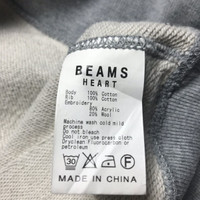 BEAMS
HEART
Body 100% Cotton
Rib 100% Cotton
Embroidery
80% Acrylic
20% Wool
Machine wash cold mild
process
Do not bleach
Cool iron use press cloth
Dryclean Fluorocarbon or
petroleum
30
MADE IN CHINA